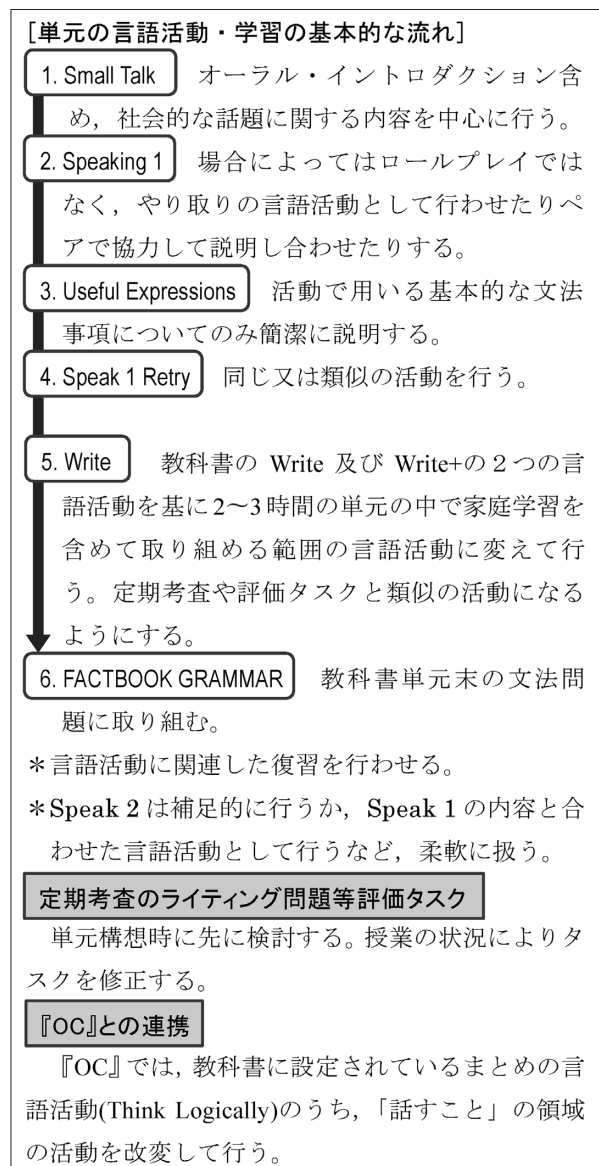 [単元の言語活動・学習の基本的な流れ]
1. Small Talk　オーラル・イントロダクション含
め，社会的な話題に関する内容を中心に行う。
2. Speaking 1　場合によってはロールプレイでは
なく，やり取りの言語活動として行わせたりペ
アで協力して説明し合わせたりする。
3. Useful Expressions　活動で用いる基本的な文法
事項についてのみ簡潔に説明する。
4. Speak 1 Retry　同じ又は類似の活動を行う。
5. Write　教科書の Write 及び Write+の２つの言
語活動を基に2～3時間の単元の中で家庭学習を
含めて取り組める範囲の言語活動に変えて行
う。定期考査や評価タスクと類似の活動になる
ようにする。
6. FACTBOOK GRAMMAR　教科書単元末の文法問
題に取り組む。
＊言語活動に関連した復習を行わせる。
＊Speak 2 は補足的に行うか，Speak 1 の内容と合
わせた言語活動として行うなど，柔軟に扱う。
定期考査のライティング問題等評価タスク
単元構想時に先に検討する。授業の状況によりタ
スクを修正する。
『OC』との連携
『OC』では，教科書に設定されているまとめの言
語活動(Think Logically)のうち，「話すこと」の領域
の活動を改変して行う。